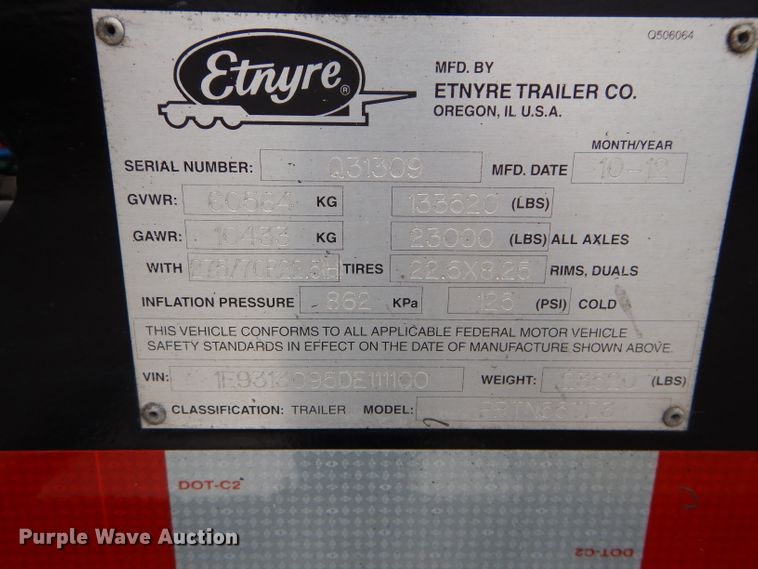 Q506064
Etnyre ®
MFD. BY
ETNYRE TRAILER CO.
OREGON, IL U.S.A.
MONTH/YEAR
SERIAL NUMBER: Q31309 MFD. DATE 10-12
GVWR: KG 133620 (LBS)
GAWR: 10433 KG 23000 (LBS) ALL AXLES
WITH TIRES 22.5X8.25 RIMS, DUALS
INFLATION PRESSURE 862 KPa 125 (PSI) COLD
THIS VEHICLE CONFORMS TO ALL APPLICABLE FEDERAL MOTOR VEHICLE
SAFETY STANDARDS IN EFFECT ON THE DATE OF MANUFACTURE SHOWN ABOVE.
VIN: WEIGHT: (LBS)
CLASSIFICATION: TRAILER MODEL:
DOT-C2
Purple Wave Auction
DOT-C2